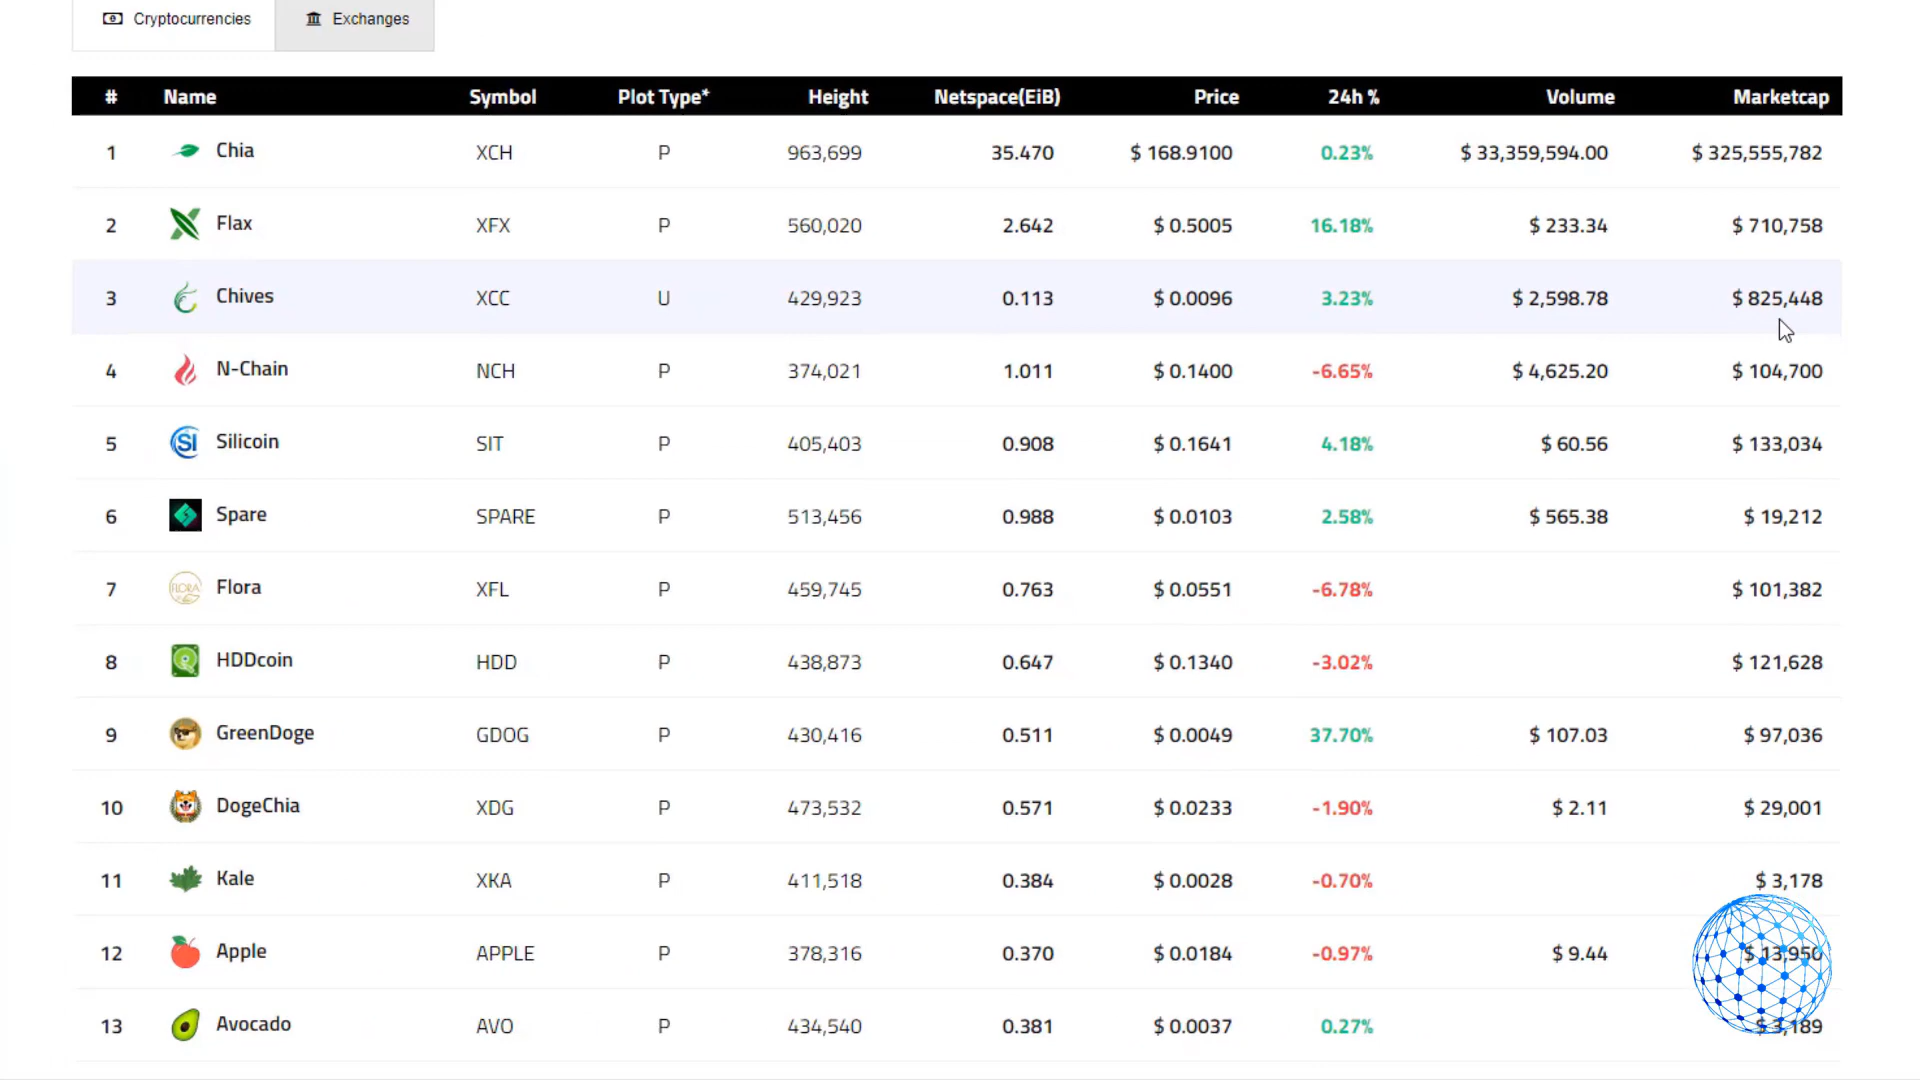 Cryptocurrencies Exchanges
# Name Symbol Plot Type* Height Netspace(EiB) Price 24h % Volume Marketcap
1 Chia XCH P 963,699 35.470 $ 168.9100 0.23% $ 33,359,594.00 $ 325,555,782
2 Flax XFX P 560,020 2.642 $ 0.5005 16.18% $ 233.34 $ 710,758
3 Chives XCC U 429,923 0.113 $ 0.0096 3.23% $ 2,598.78 $ 825,448
4 N-Chain NCH P 374,021 1.011 $ 0.1400 -6.65% $ 4,625.20 $ 104,700
5 SI Silicoin SIT P 405,403 0.908 $ 0.1641 4.18% $ 60.56 $ 133,034
6 Spare SPARE P 513,456 0.988 $ 0.0103 2.58% $ 565.38 $ 19,212
7 FLORA Flora XFL P 459,745 0.763 $ 0.0551 -6.78% $ 101,382
8 HDDcoin HDD P 438,873 0.647 $ 0.1340 -3.02% $ 121,628
9 GreenDoge GDOG P 430,416 0.511 $ 0.0049 37.70% $ 107.03 $ 97,036
10 DogeChia XDG P 473,532 0.571 $ 0.0233 -1.90% $ 2.11 $ 29,001
11 Kale XKA P 411,518 0.384 $ 0.0028 -0.70% $ 3,178
12 Apple APPLE P 378,316 0.370 $ 0.0184 -0.97% $ 9.44 $ 13,950
13 Avocado AVO P 434,540 0.381 $ 0.0037 0.27% $ 3,189